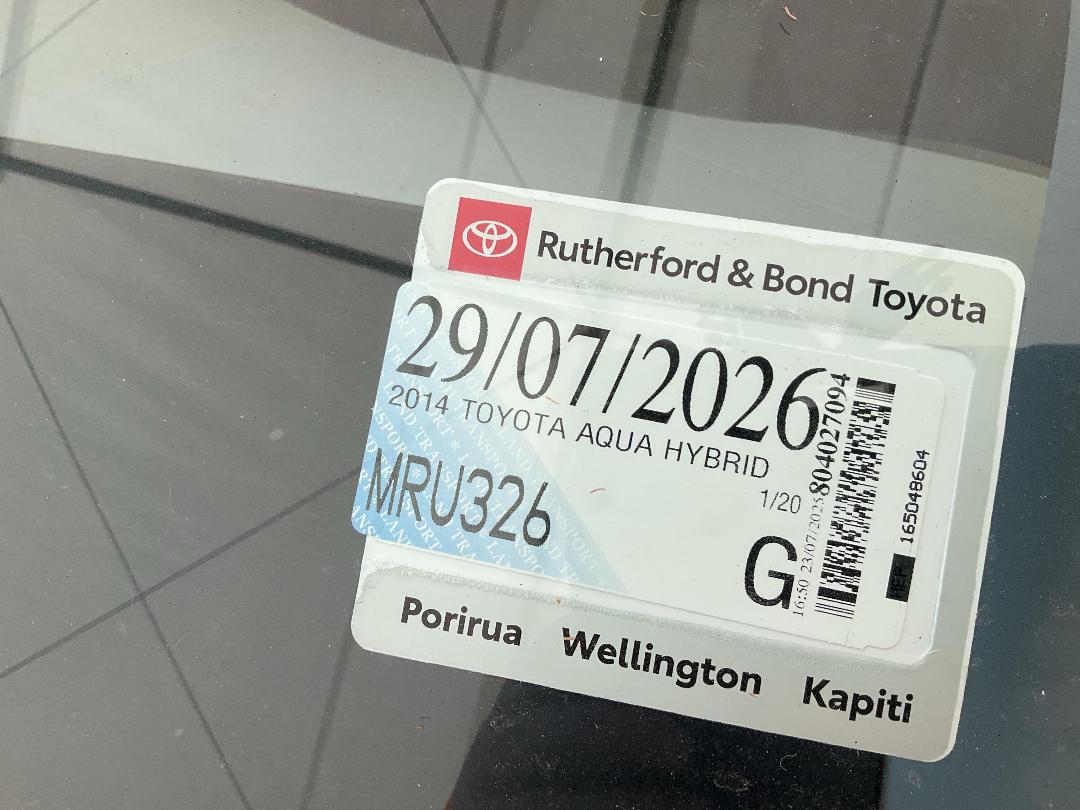 Rutherford & Bond Toyota
29/07/2026
2014 TOYOTA AQUA HYBRID
MRU326
1/20
G
16:50 23/07/2025 804027094
165048604
Porirua Wellington Kapiti